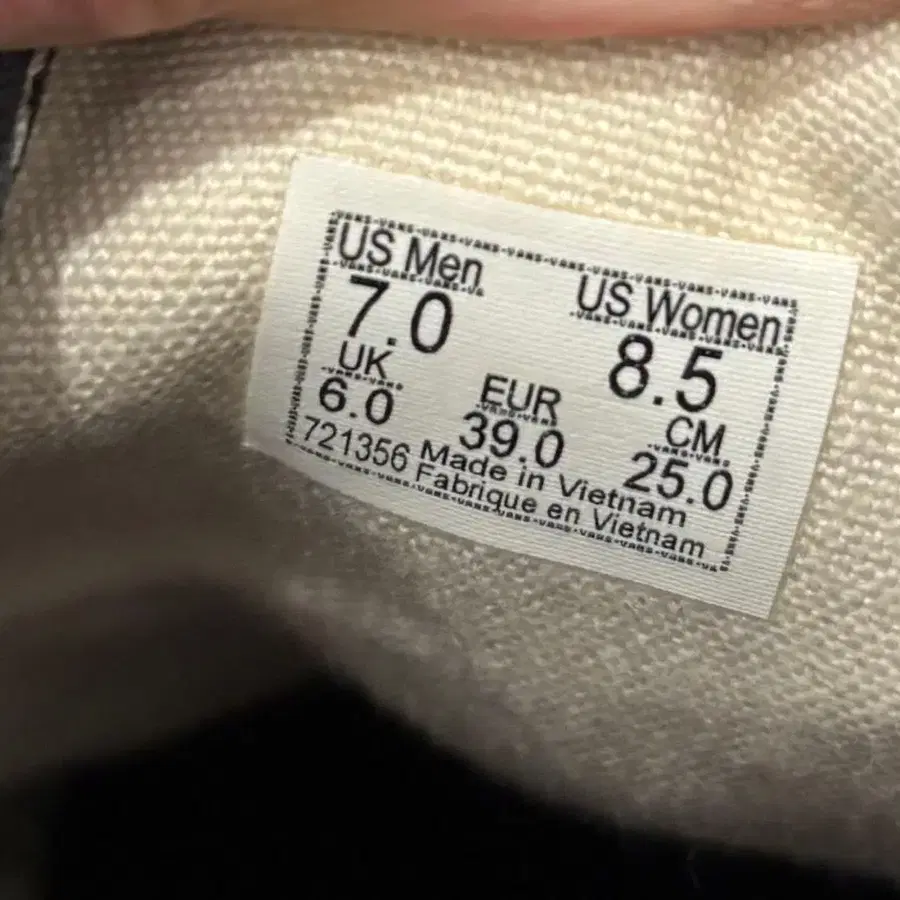 US Men
US Women
7.0
8.5
UK
EUR
CM
6.0
39.0
25.0
721356 Made in Vietnam
Fabrique en Vietnam